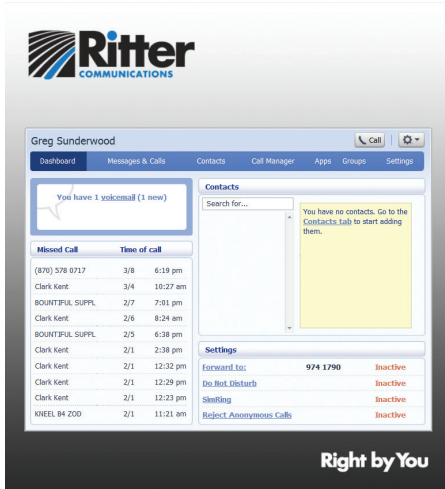 Ritter
COMMUNICATIONS
Greg Sunderwood
Call
Dashboard Messages & Calls Contacts Call Manager Apps Groups Settings
You have 1 voicemail (1 new)
Missed Call Time of call
(870) 578 0717 3/8 6:19 pm
Clark Kent 3/4 10:27 am
BOUNTIFUL SUPPL 2/7 7:01 pm
Clark Kent 2/6 8:24 am
BOUNTIFUL SUPPL 2/5 6:38 pm
Clark Kent 2/1 2:38 pm
Clark Kent 2/1 12:32 pm
Clark Kent 2/1 12:29 pm
Clark Kent 2/1 12:23 pm
KNEEL B4 ZOD 2/1 11:21 am
Contacts
Search for...
You have no contacts. Go to the
Contacts tab to start adding
them.
Settings
Forward to: 974 1790 Inactive
Do Not Disturb Inactive
SimRing Inactive
Reject Anonymous Calls Inactive
Right by You